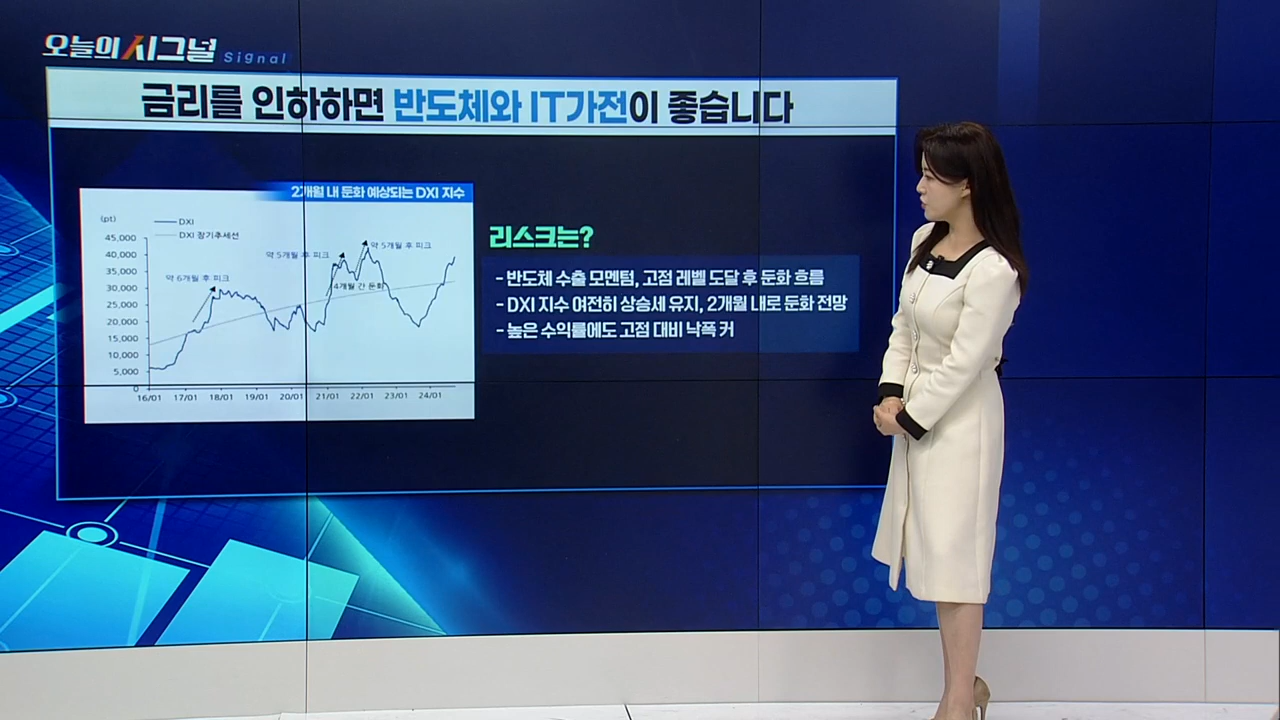 오늘의 시그널 Signal
금리를 인하하면 반도체와 IT가전이 좋습니다
2개월 내 둔화 예상되는 DXI 지수
(pt)
DXI
DXI 장기추세선
45,000
40,000
35,000
30,000
25,000
20,000
15,000
10,000
5,000
0
약 6개월 후 피크
약 5개월 후 피크
약 5개월 후 피크
4개월 간 둔화
16/01 17/01 18/01 19/01 20/01 21/01 22/01 23/01 24/01
리스크는?
- 반도체 수출 모멘텀, 고점 레벨 도달 후 둔화 흐름
- DXI 지수 여전히 상승세 유지, 2개월 내로 둔화 전망
- 높은 수익률에도 고점 대비 낙폭 커